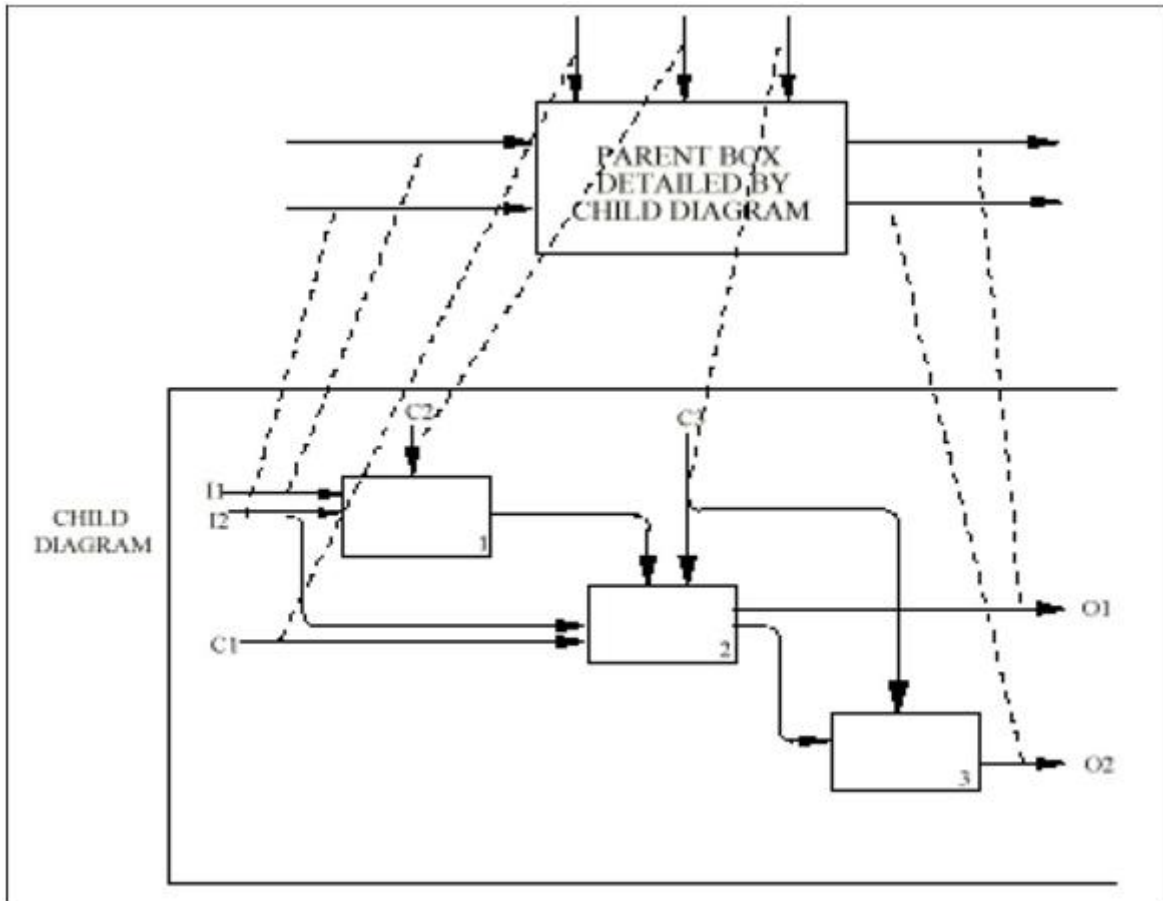 PARENT BOX
DETAILED BY
CHILD DIAGRAM
C2
C3
I1
I2
CHILD
DIAGRAM
1
C1
2
O1
3
O2